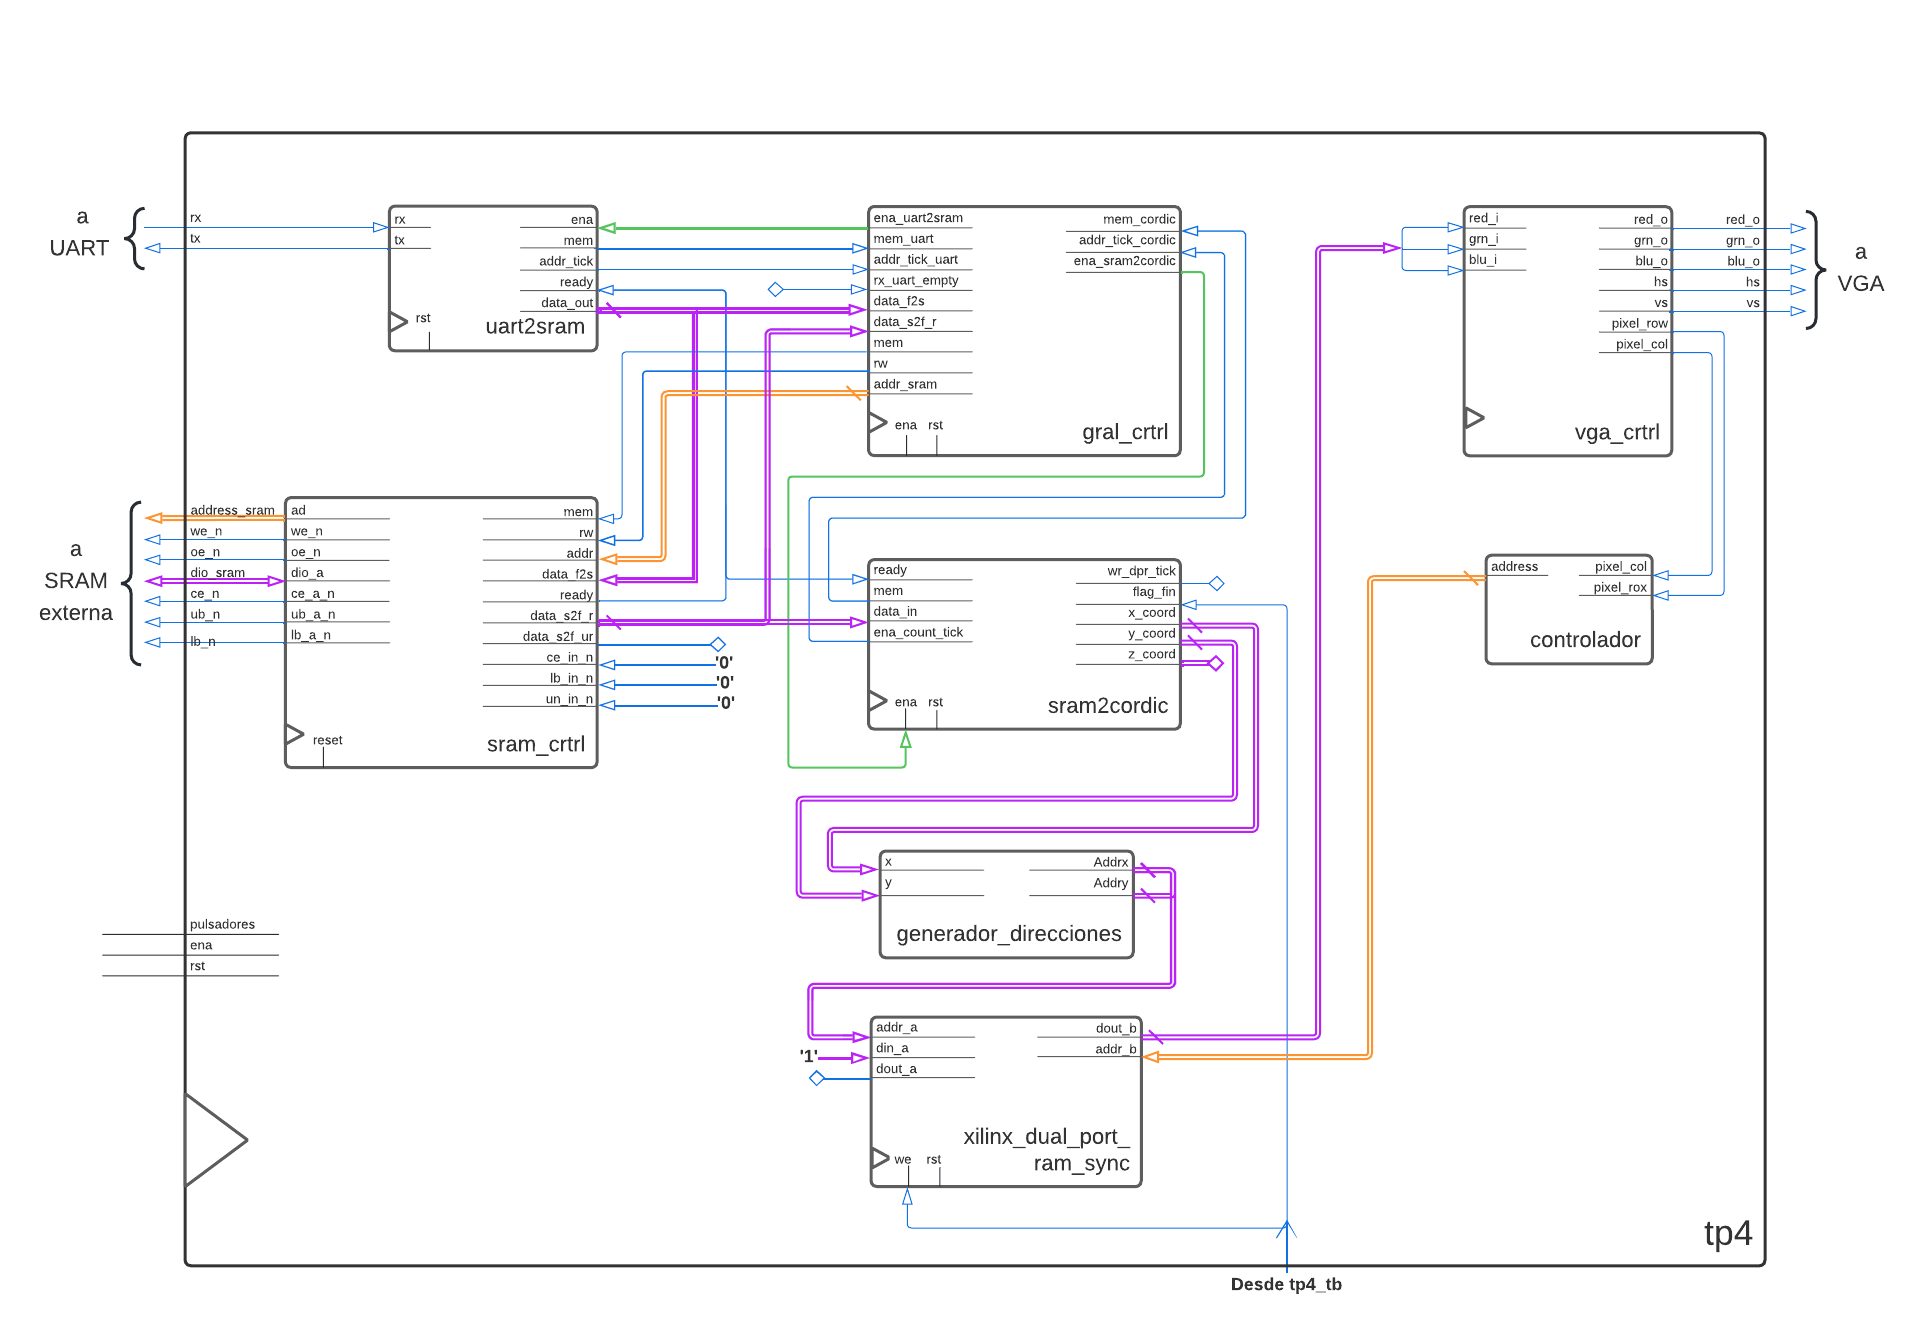 a
UART
rx
tx
rx
tx
rst
ena
mem
addr_tick
ready
data_out
uart2sram
ena_uart2sram
mem_uart
addr_tick_uart
rx_uart_empty
data_f2s
data_s2f_r
mem
rw
addr_sram
ena rst
mem_cordic
addr_tick_cordic
ena_sram2cordic
gral_crtrl
red_i
grn_i
blu_i
red_o
grn_o
blu_o
hs
vs
pixel_row
pixel_col
vga_crtrl
red_o
grn_o
blu_o
hs
vs
a
VGA
a
SRAM
externa
address_sram
we_n
oe_n
dio_sram
ce_n
ub_n
lb_n
ad
we_n
oe_n
dio_a
ce_a_n
ub_a_n
lb_a_n
reset
mem
rw
addr
data_f2s
ready
data_s2f_r
data_s2f_ur
ce_in_n
lb_in_n
un_in_n
sram_crtrl
'0'
'0'
'0'
ready
mem
data_in
ena_count_tick
ena rst
wr_dpr_tick
flag_fin
x_coord
y_coord
z_coord
sram2cordic
address
pixel_col
pixel_rox
controlador
x
y
Addrx
Addry
generador_direcciones
pulsadores
ena
rst
'1'
addr_a
din_a
dout_a
dout_b
addr_b
xilinx_dual_port_
ram_sync
we rst
tp4
Desde tp4_tb